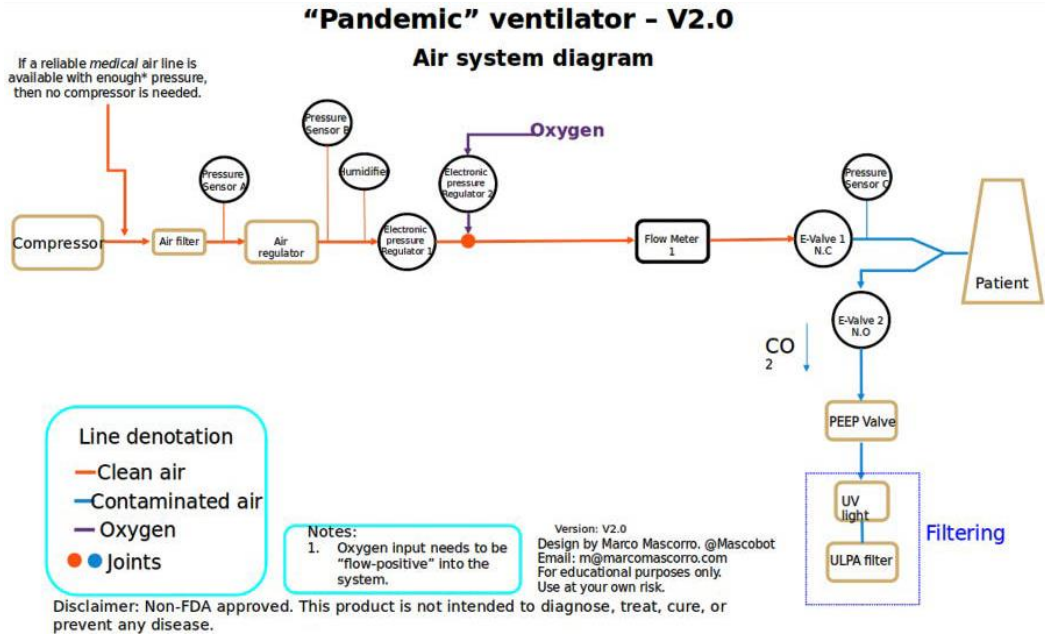 “Pandemic” ventilator – V2.0
Air system diagram
If a reliable medical air line is
available with enough* pressure,
then no compressor is needed.
Pressure
Sensor B
Oxygen
Pressure
Sensor A
Humidifier
Electronic
pressure
Regulator 2
Pressure
Sensor C
Compressor
Air filter
Air
regulator
Electronic
pressure
Regulator 1
Flow Meter
1
E-Valve 1
N.C
Patient
E-Valve 2
N.O
CO
2
PEEP Valve
UV
light
ULPA filter
Filtering
Line denotation
Clean air
Contaminated air
Oxygen
Joints
Notes:
1. Oxygen input needs to be
“flow-positive” into the
system.
Version: V2.0
Design by Marco Mascorro. @Mascobot
Email: m@marcomascorro.com
For educational purposes only.
Use at your own risk.
Disclaimer: Non-FDA approved. This product is not intended to diagnose, treat, cure, or
prevent any disease.